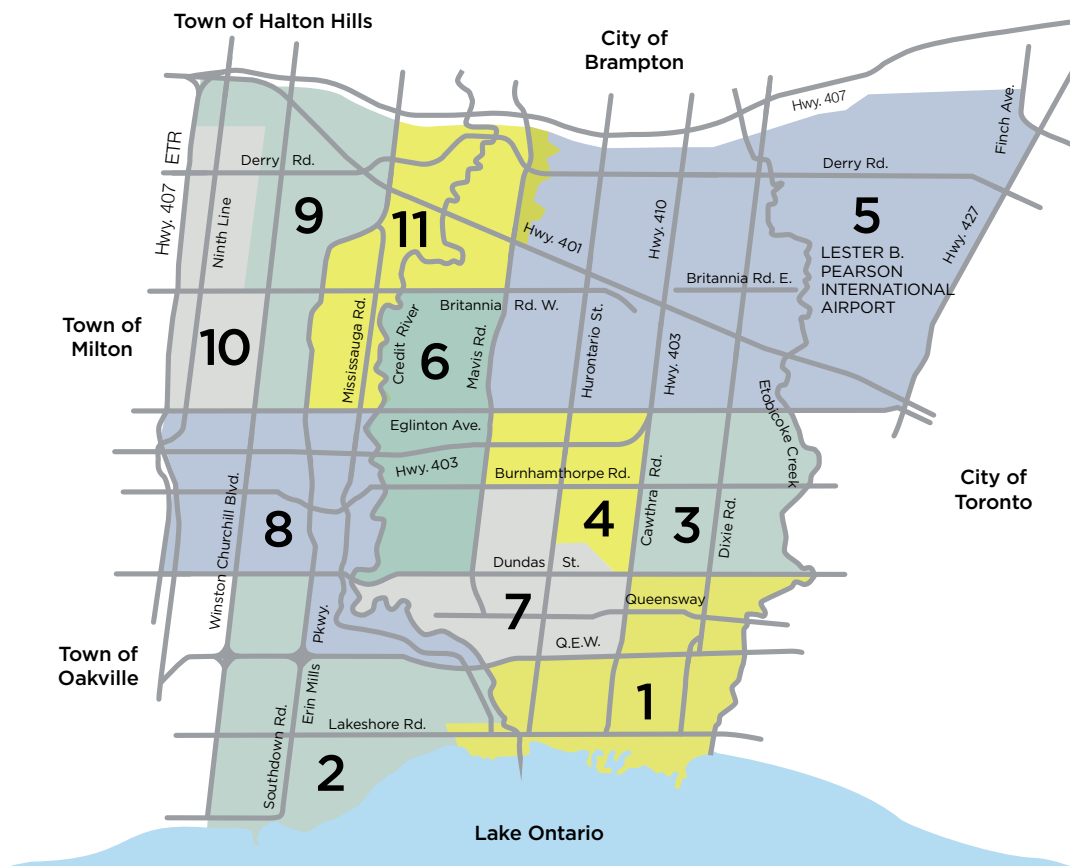 Town of Halton Hills
City of
Brampton
Hwy. 407
Finch Ave.
Hwy. 407 ETR
Derry Rd.
Derry Rd.
Ninth Line
9
11
5
Hwy. 401
Hwy. 410
Hwy. 427
LESTER B.
PEARSON
INTERNATIONAL
AIRPORT
Britannia Rd. E.
Town of
Milton
10
Mississauga Rd.
Credit River
6
Britannia Rd. W.
Mavis Rd.
Hurontario St.
Hwy. 403
Etobicoke Creek
Eglinton Ave.
Hwy. 403
Burnhamthorpe Rd.
City of
Toronto
Winston Churchill Blvd.
8
4
Cawthra Rd.
3
Dixie Rd.
Dundas St.
7
Queensway
Q.E.W.
Town of
Oakville
Erin Mills Pkwy.
1
Southdown Rd.
Lakeshore Rd.
2
Lake Ontario